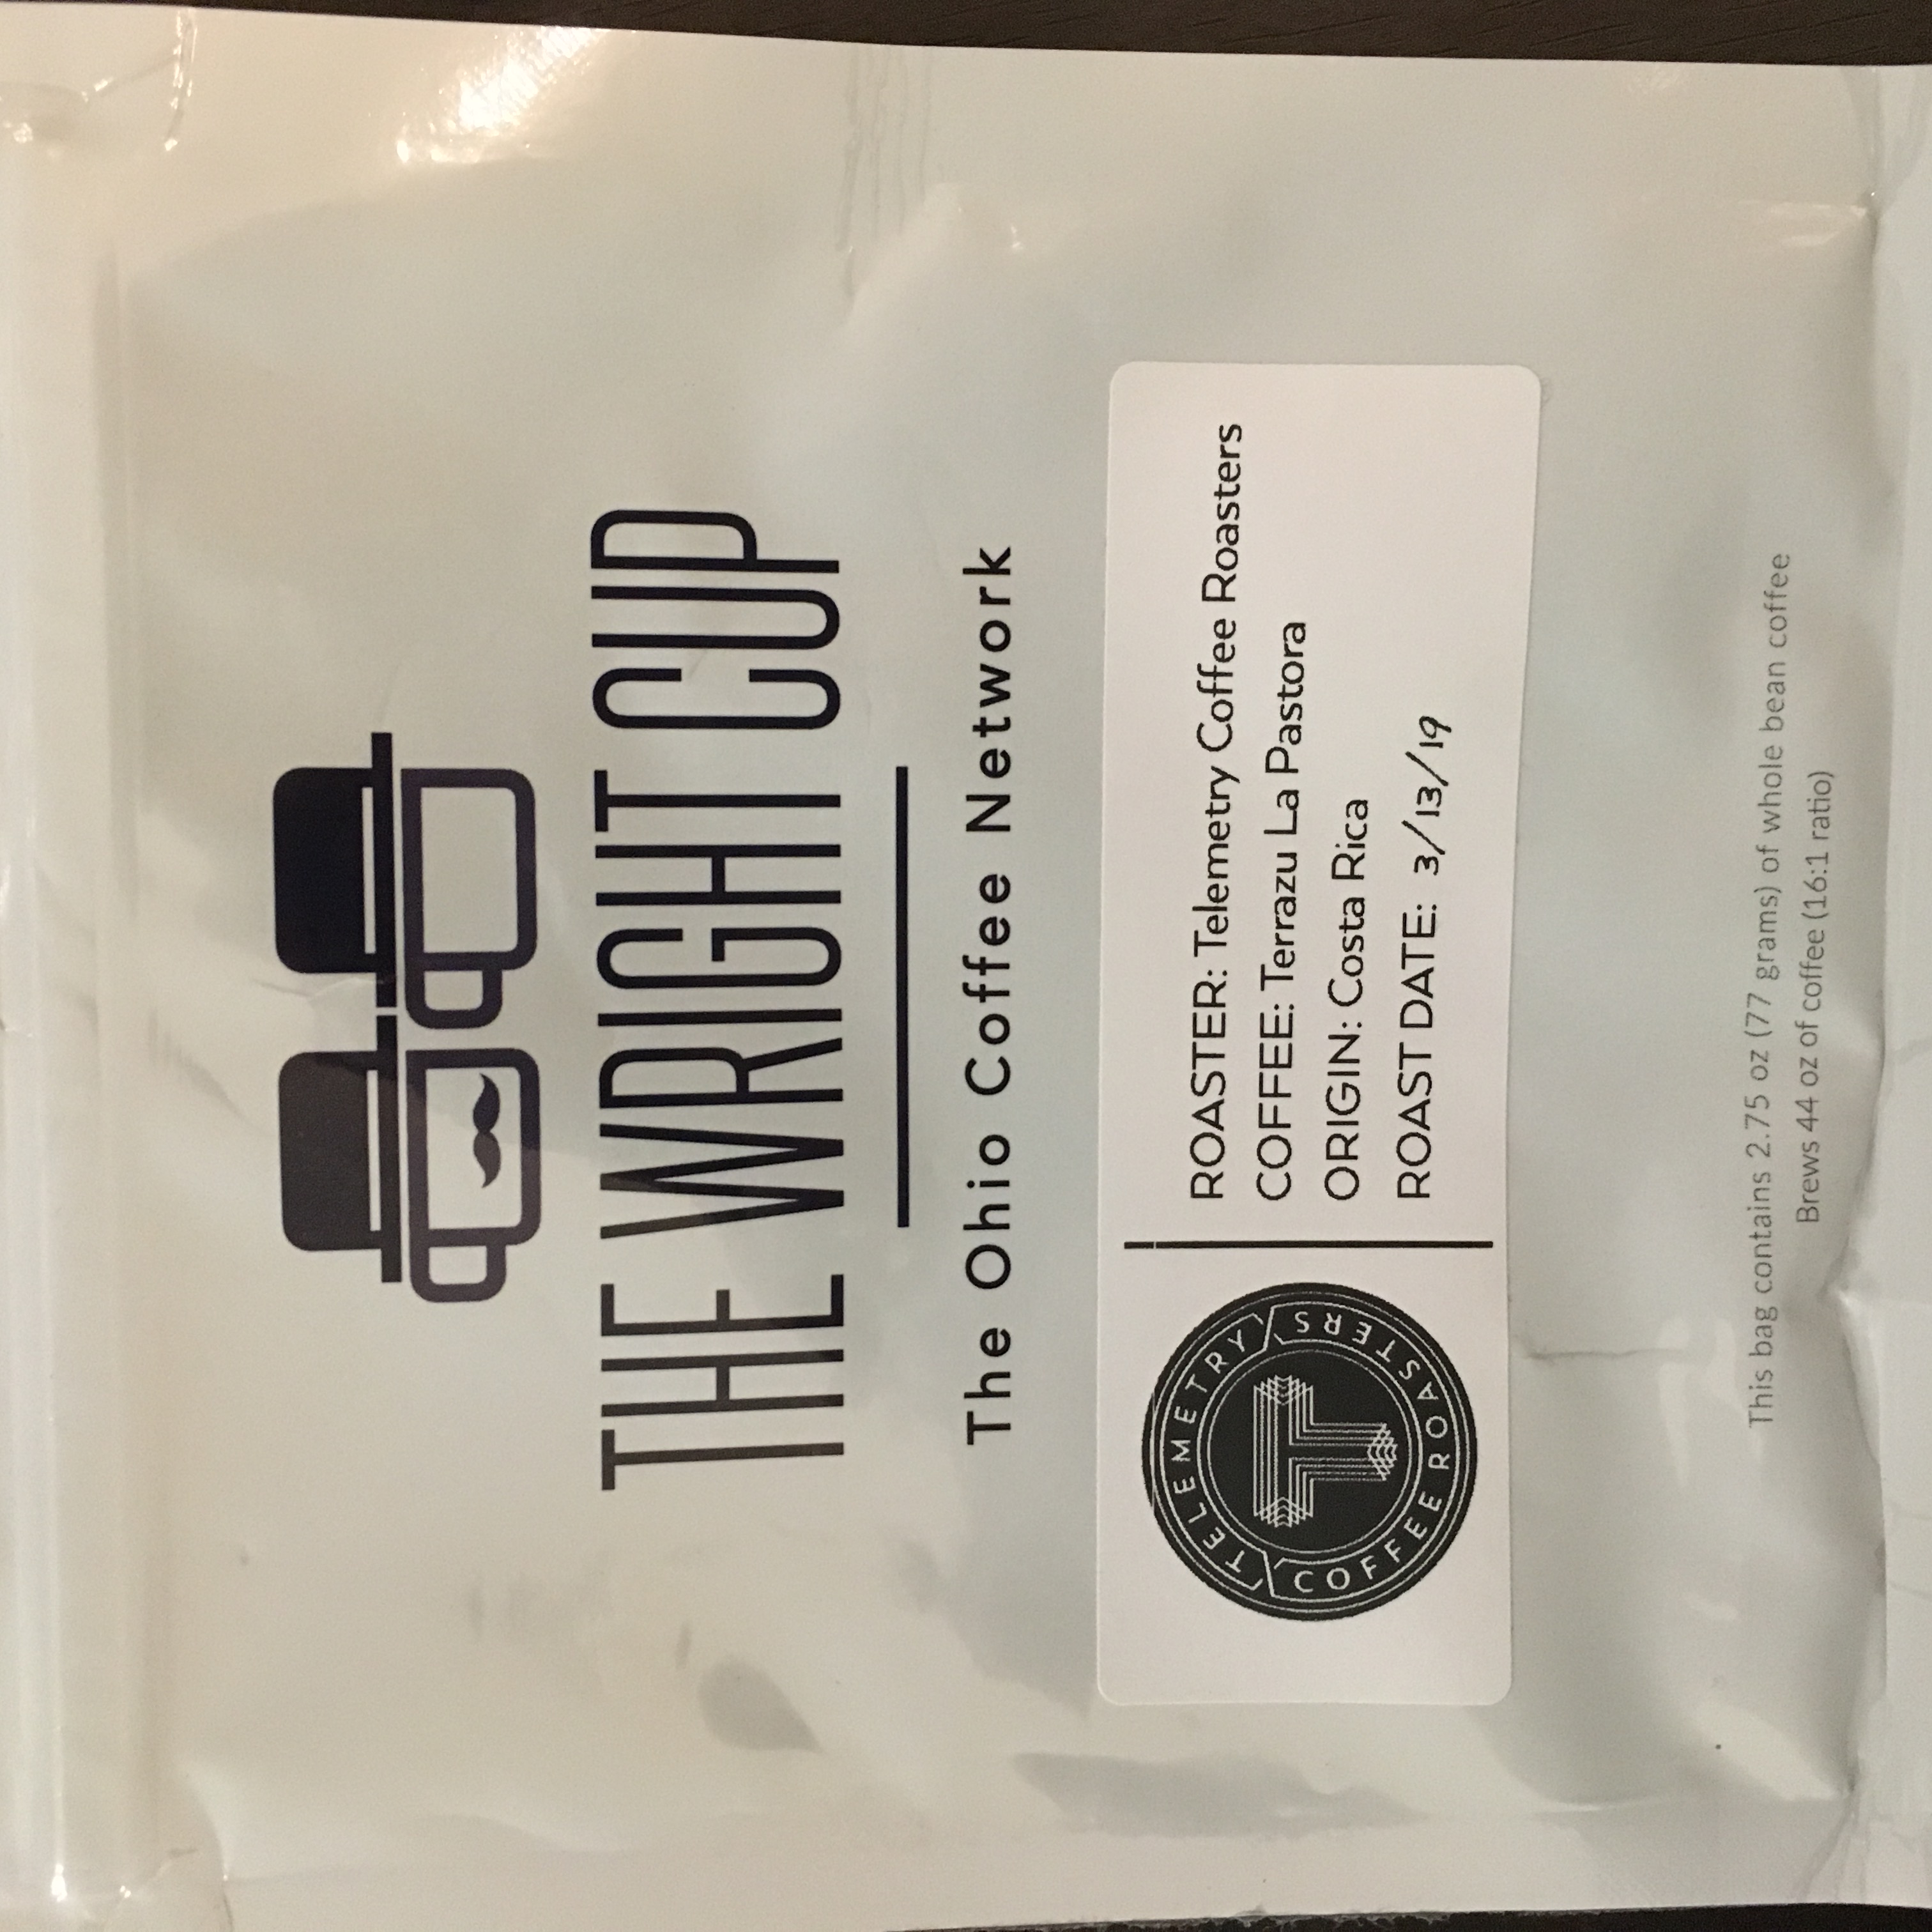 THE WRIGHT CUP
The Ohio Coffee Network
TELEMETRY
COFFEE ROASTERS
T
ROASTER: Telemetry Coffee Roasters
COFFEE: Terrazu La Pastora
ORIGIN: Costa Rica
ROAST DATE: 3/13/19
This bag contains 2.75 oz (77 grams) of whole bean coffee
Brews 44 oz of coffee (16:1 ratio)